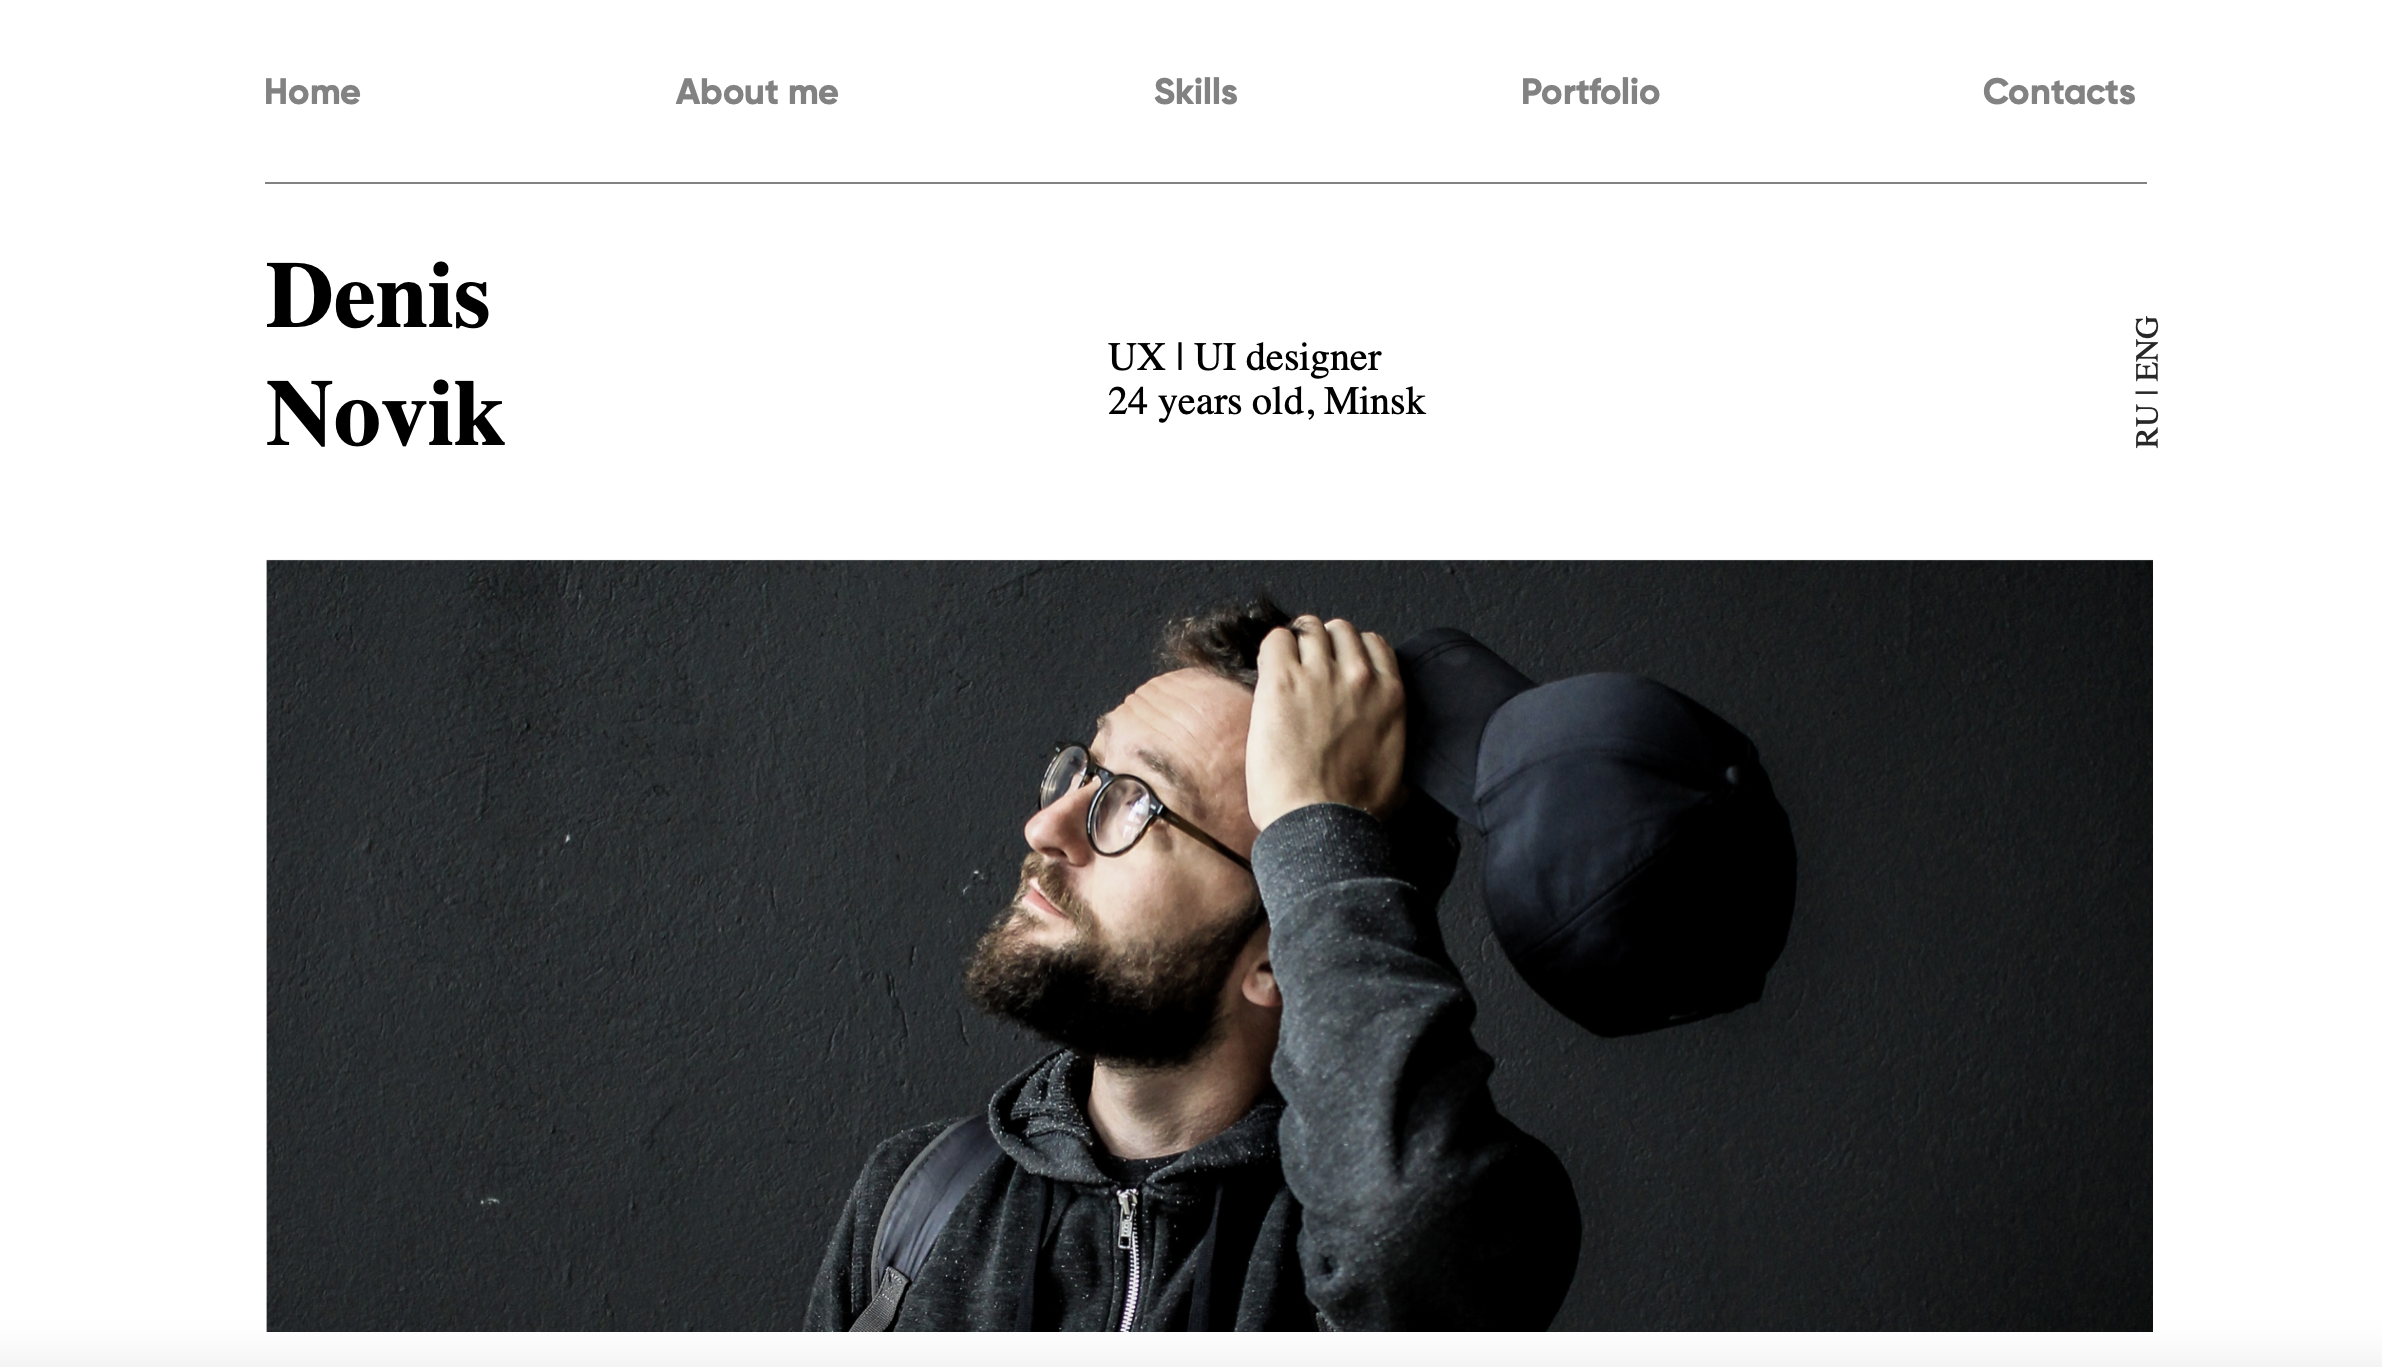 Home About me Skills Portfolio Contacts
Denis
Novik
UX | UI designer
24 years old, Minsk
RU | ENG